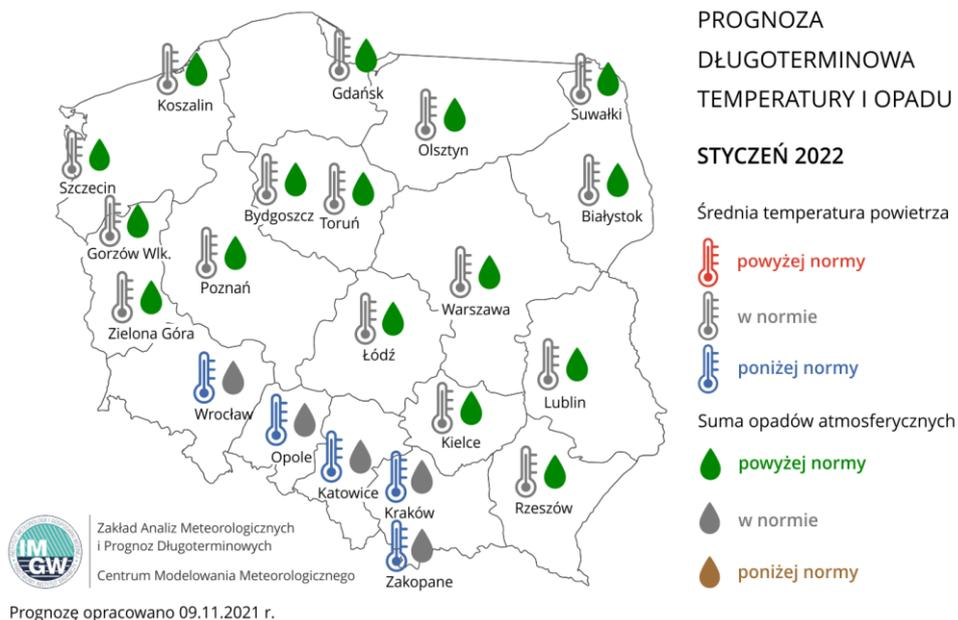 PROGNOZA
DŁUGOTERMINOWA
TEMPERATURY I OPADU
STYCZEŃ 2022
Średnia temperatura powietrza
powyżej normy
w normie
poniżej normy
Suma opadów atmosferycznych
powyżej normy
w normie
poniżej normy
Koszalin
Gdańsk
Suwałki
Olsztyn
Szczecin
Bydgoszcz
Toruń
Białystok
Gorzów Wlk.
Poznań
Warszawa
Zielona Góra
Łódź
Lublin
Wrocław
Kielce
Opole
Katowice
Kraków
Rzeszów
Zakopane
IM
GW
Zakład Analiz Meteorologicznych
i Prognoz Długoterminowych
Centrum Modelowania Meteorologicznego
Prognozę opracowano 09.11.2021 r.